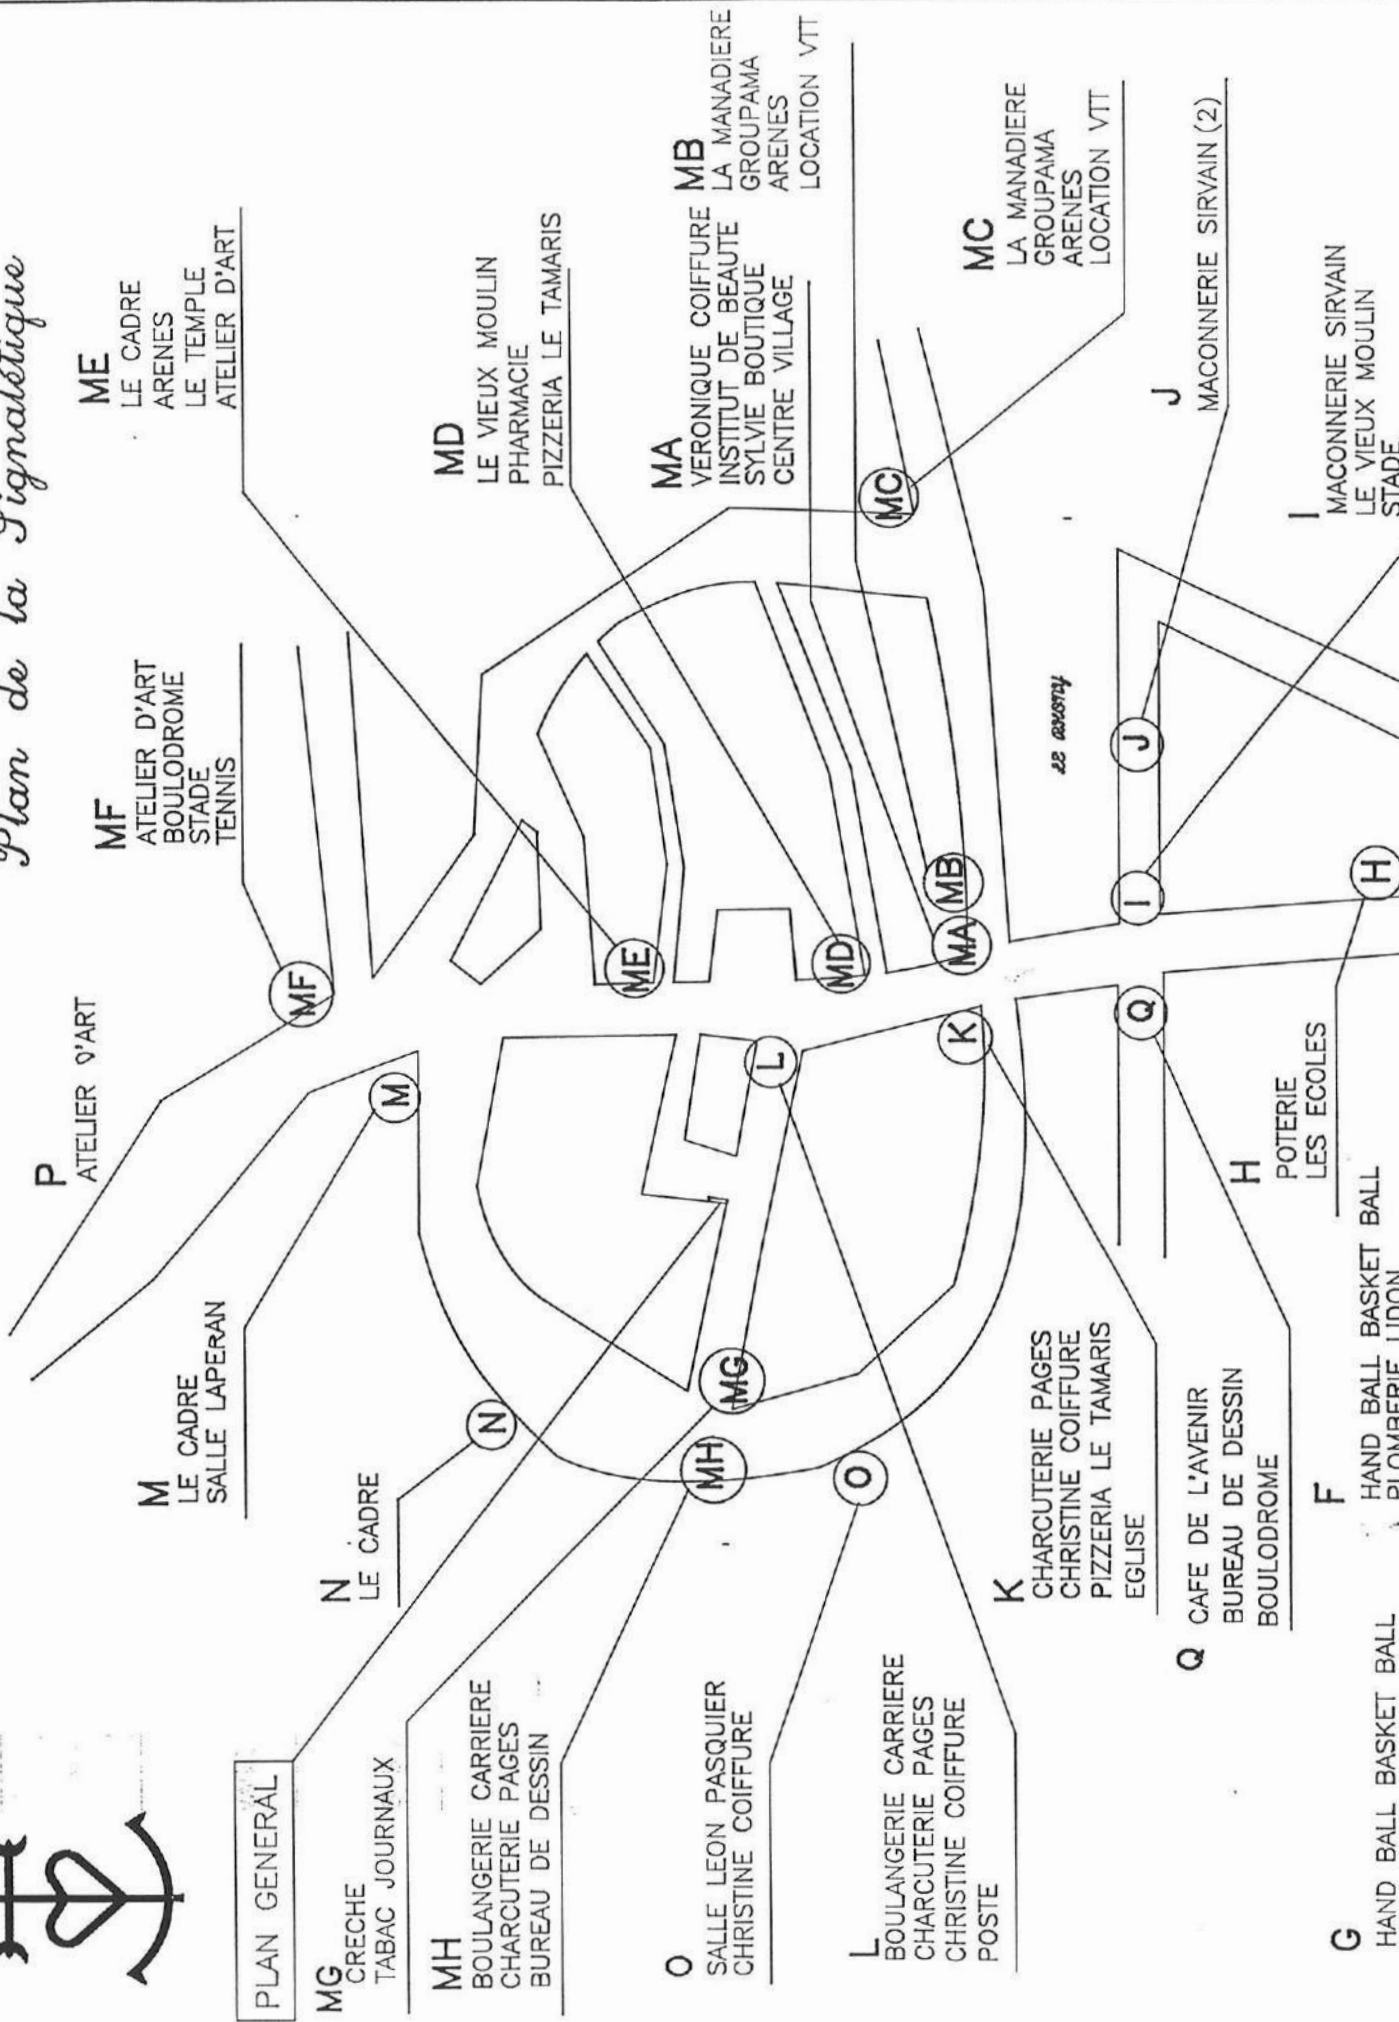 Plan de la Signalétique
P
ATELIER D'ART
MF
ATELIER D'ART
BOULODROME
STADE
TENNIS
ME
LE CADRE
ARENES
LE TEMPLE
ATELIER D'ART
M
LE CADRE
SALLE LAPERAN
N
LE CADRE
MD
LE VIEUX MOULIN
PHARMACIE
PIZZERIA LE TAMARIS
MA
VERONIQUE COIFFURE
INSTITUT DE BEAUTE
SYLVIE BOUTIQUE
CENTRE VILLAGE
MB
LA MANADIERE
GROUPAMA
ARENES
LOCATION VTT
MC
LA MANADIERE
GROUPAMA
ARENES
LOCATION VTT
PLAN GENERAL
MG
CRECHE
TABAC JOURNAUX
MH
BOULANGERIE CARRIERE
CHARCUTERIE PAGES
BUREAU DE DESSIN
O
SALLE LEON PASQUIER
CHRISTINE COIFFURE
L
BOULANGERIE CARRIERE
CHARCUTERIE PAGES
CHRISTINE COIFFURE
POSTE
K
CHARCUTERIE PAGES
CHRISTINE COIFFURE
PIZZERIA LE TAMARIS
EGLISE
Q
CAFE DE L'AVENIR
BUREAU DE DESSIN
BOULODROME
J
MACONNERIE SIRVAIN (2)
I
MACONNERIE SIRVAIN
LE VIEUX MOULIN
STADE
H
POTERIE
LES ECOLES
F
HAND BALL BASKET BALL
PLOMBERIE LIDON
G
HAND BALL BASKET BALL
MF
M
ME
N
L
MD
MC
MG
MH
O
K
MA
MB
Q
I
J
H